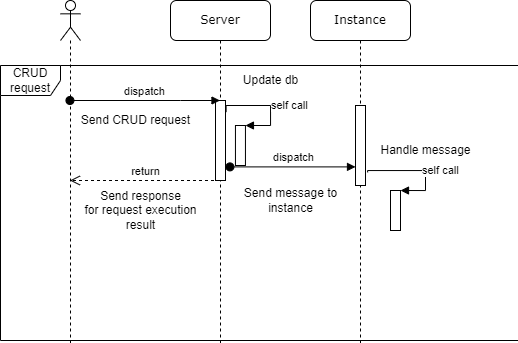 Server
Instance
CRUD
request
dispatch
Send CRUD request
Update db
self call
dispatch
Send message to
instance
return
Send response
for request execution
result
Handle message
self call